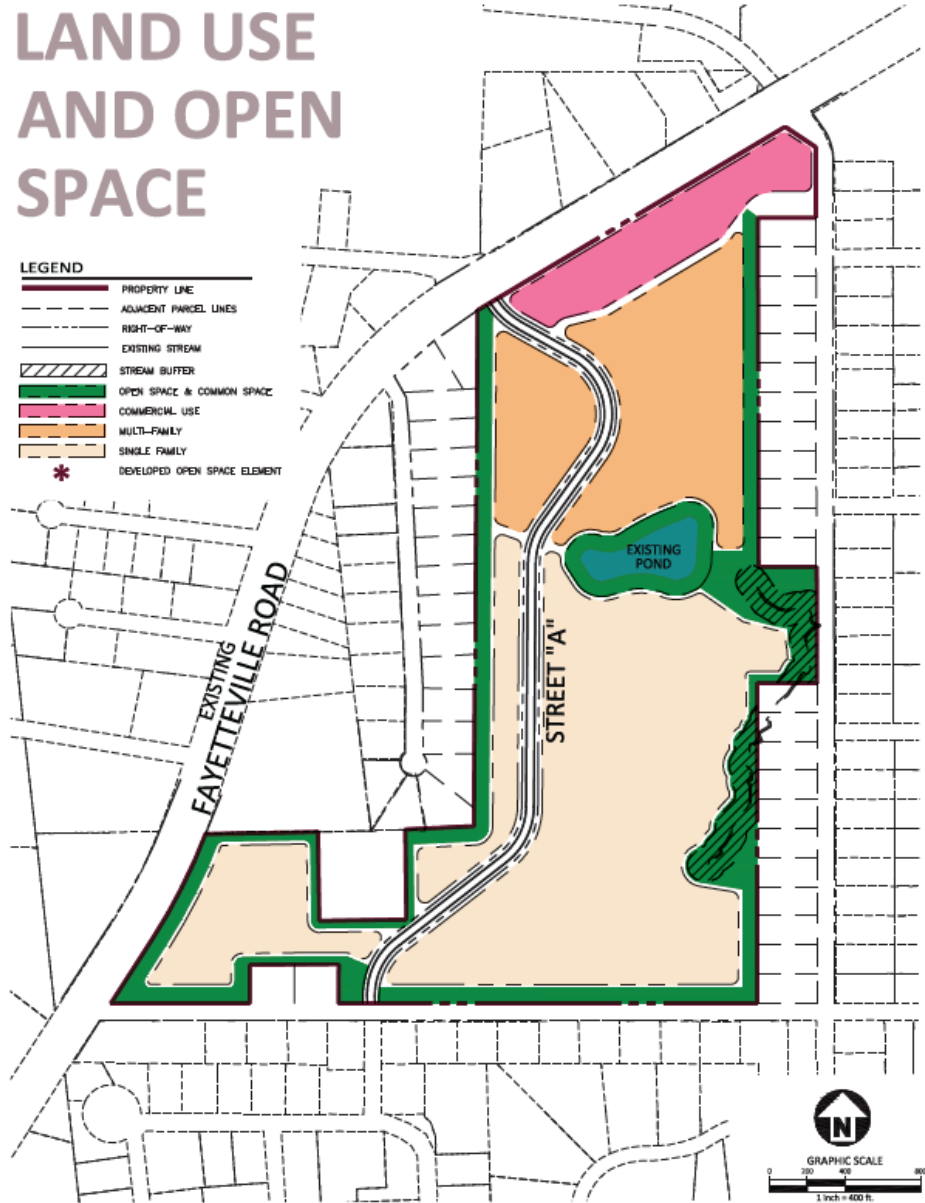 LAND USE
AND OPEN
SPACE
LEGEND
PROPERTY LINE
ADJACENT PARCEL LINES
RIGHT-OF-WAY
EXISTING STREAM
STREAM BUFFER
OPEN SPACE & COMMON SPACE
COMMERCIAL USE
MULTI-FAMILY
SINGLE FAMILY
* DEVELOPED OPEN SPACE ELEMENT
EXISTING
POND
STREET "A"
EXISTING
FAYETTEVILLE ROAD
N
GRAPHIC SCALE
0 200 400 800
1 inch = 400 ft.